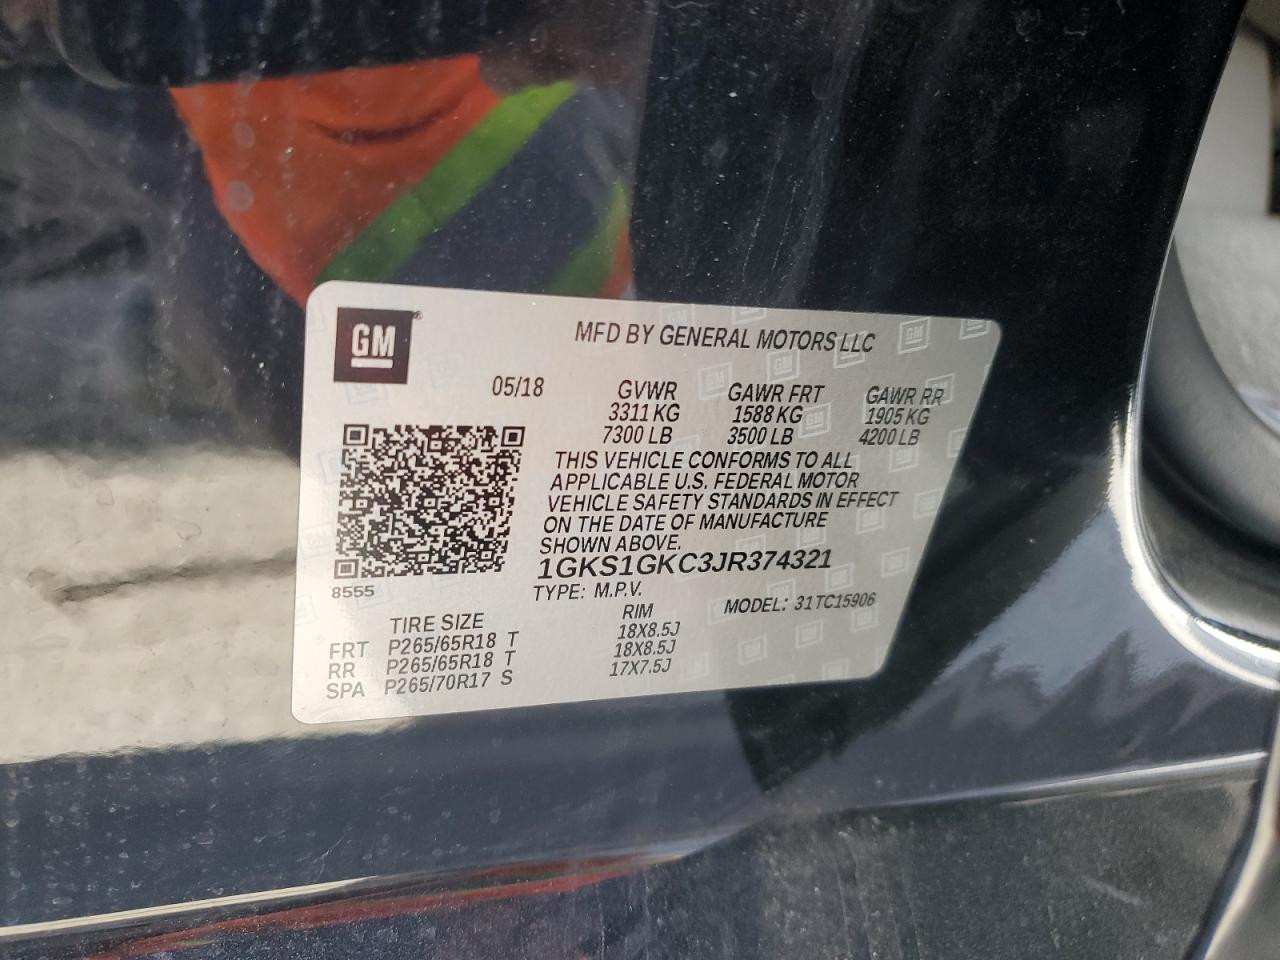 GM®
MFD BY GENERAL MOTORS LLC
05/18 GVWR GAWR FRT GAWR RR
3311 KG 1588 KG 1905 KG
7300 LB 3500 LB 4200 LB
THIS VEHICLE CONFORMS TO ALL
APPLICABLE U.S. FEDERAL MOTOR
VEHICLE SAFETY STANDARDS IN EFFECT
ON THE DATE OF MANUFACTURE
SHOWN ABOVE.
1GKS1GKC3JR374321
8555
TYPE: M.P.V. MODEL: 31TC15906
TIRE SIZE RIM
FRT P265/65R18 T 18X8.5J
RR P265/65R18 T 18X8.5J
SPA P265/70R17 S 17X7.5J